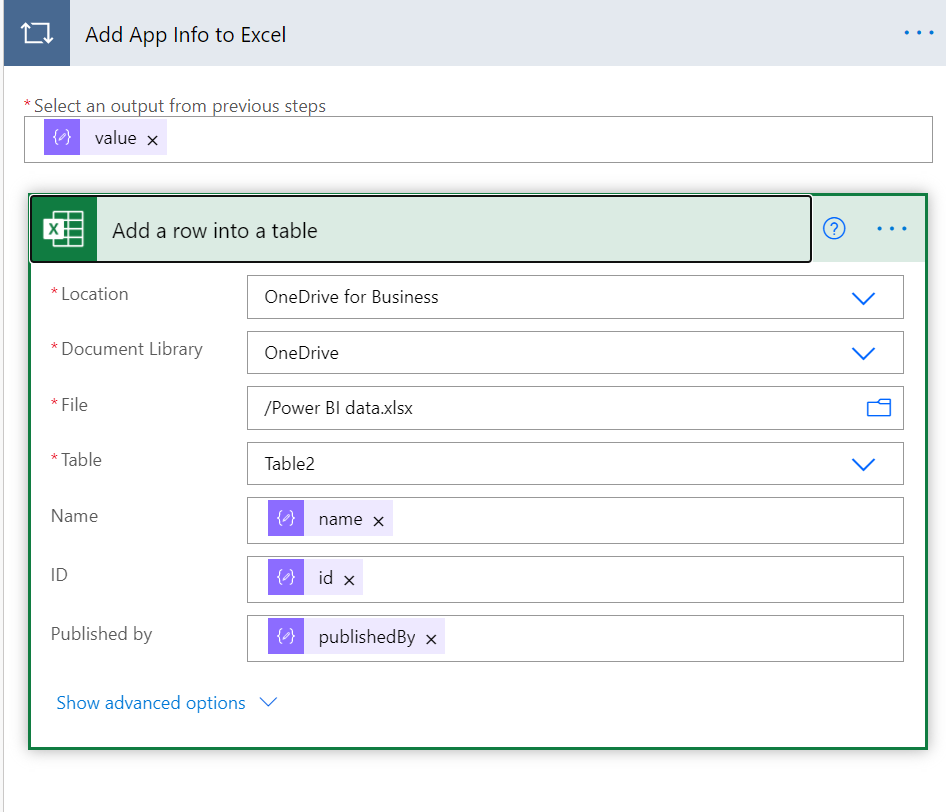 Add App Info to Excel
* Select an output from previous steps
value
Add a row into a table
* Location
OneDrive for Business
* Document Library
OneDrive
* File
/Power BI data.xlsx
* Table
Table2
Name
name
ID
id
Published by
publishedBy
Show advanced options